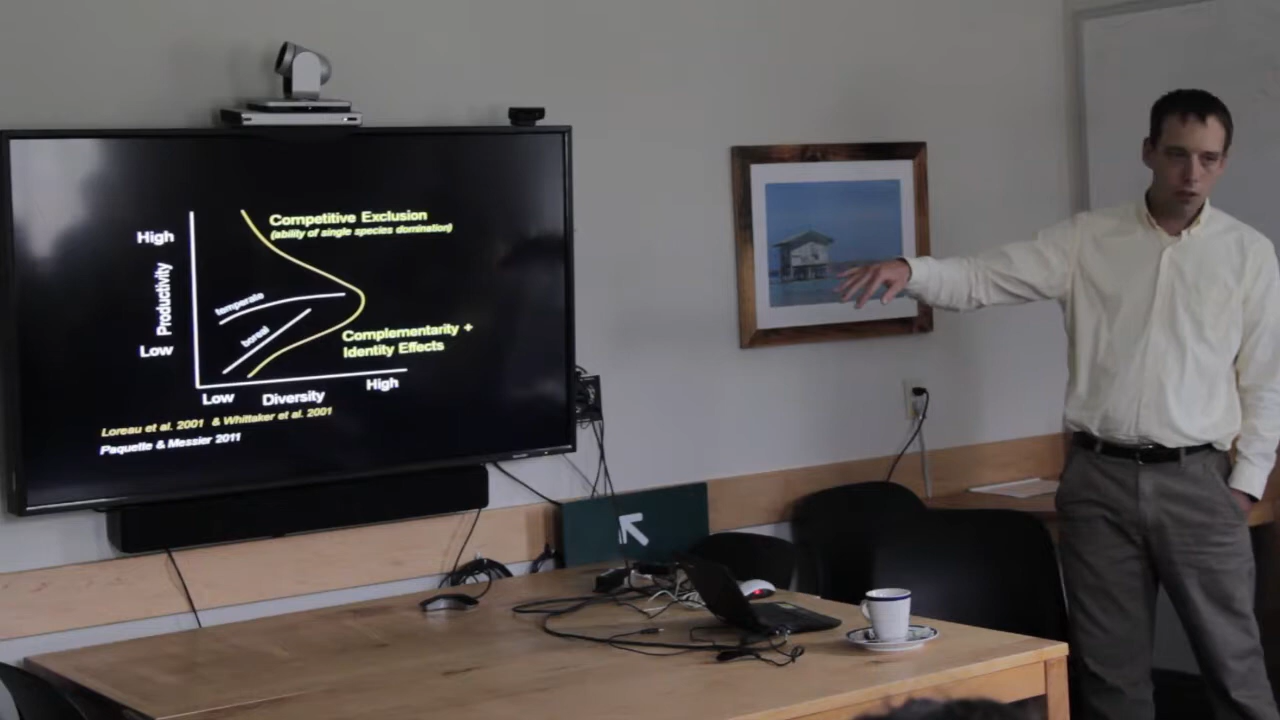 Competitive Exclusion
(ability of single species domination)
High
Productivity
temperate
boreal
Complementarity +
Identity Effects
Low
Low Diversity High
Loreau et al. 2001 & Whittaker et al. 2001
Paquette & Messier 2011